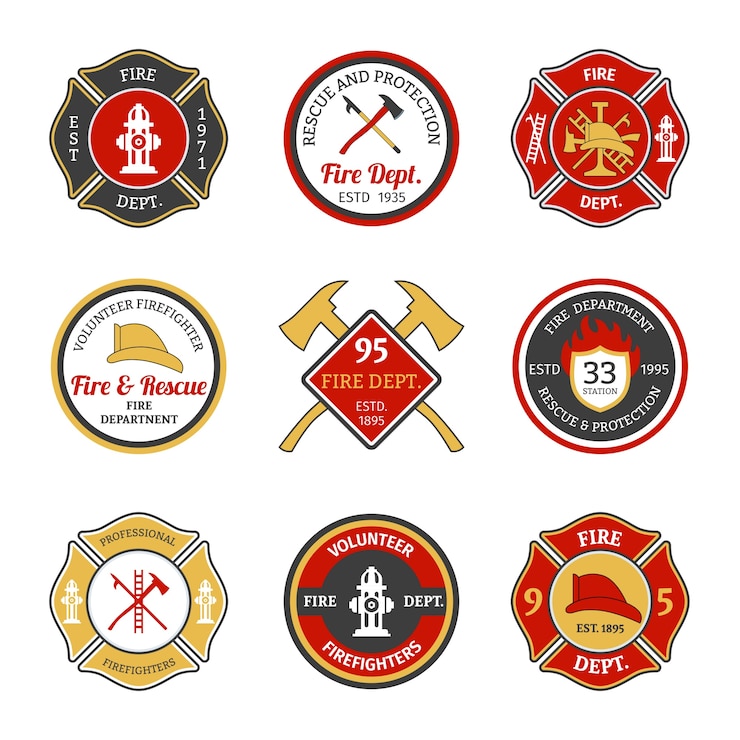 FIRE
EST
1971
DEPT.
RESCUE AND PROTECTION
Fire Dept.
ESTD 1935
FIRE
DEPT.
VOLUNTEER FIREFIGHTER
Fire & Rescue
FIRE
DEPARTMENT
95
FIRE DEPT.
ESTD.
1895
FIRE DEPARTMENT
ESTD
1995
33
STATION
RESCUE & PROTECTION
PROFESSIONAL
FIREFIGHTERS
VOLUNTEER
FIRE DEPT.
FIREFIGHTERS
FIRE
9 5
EST. 1895
DEPT.